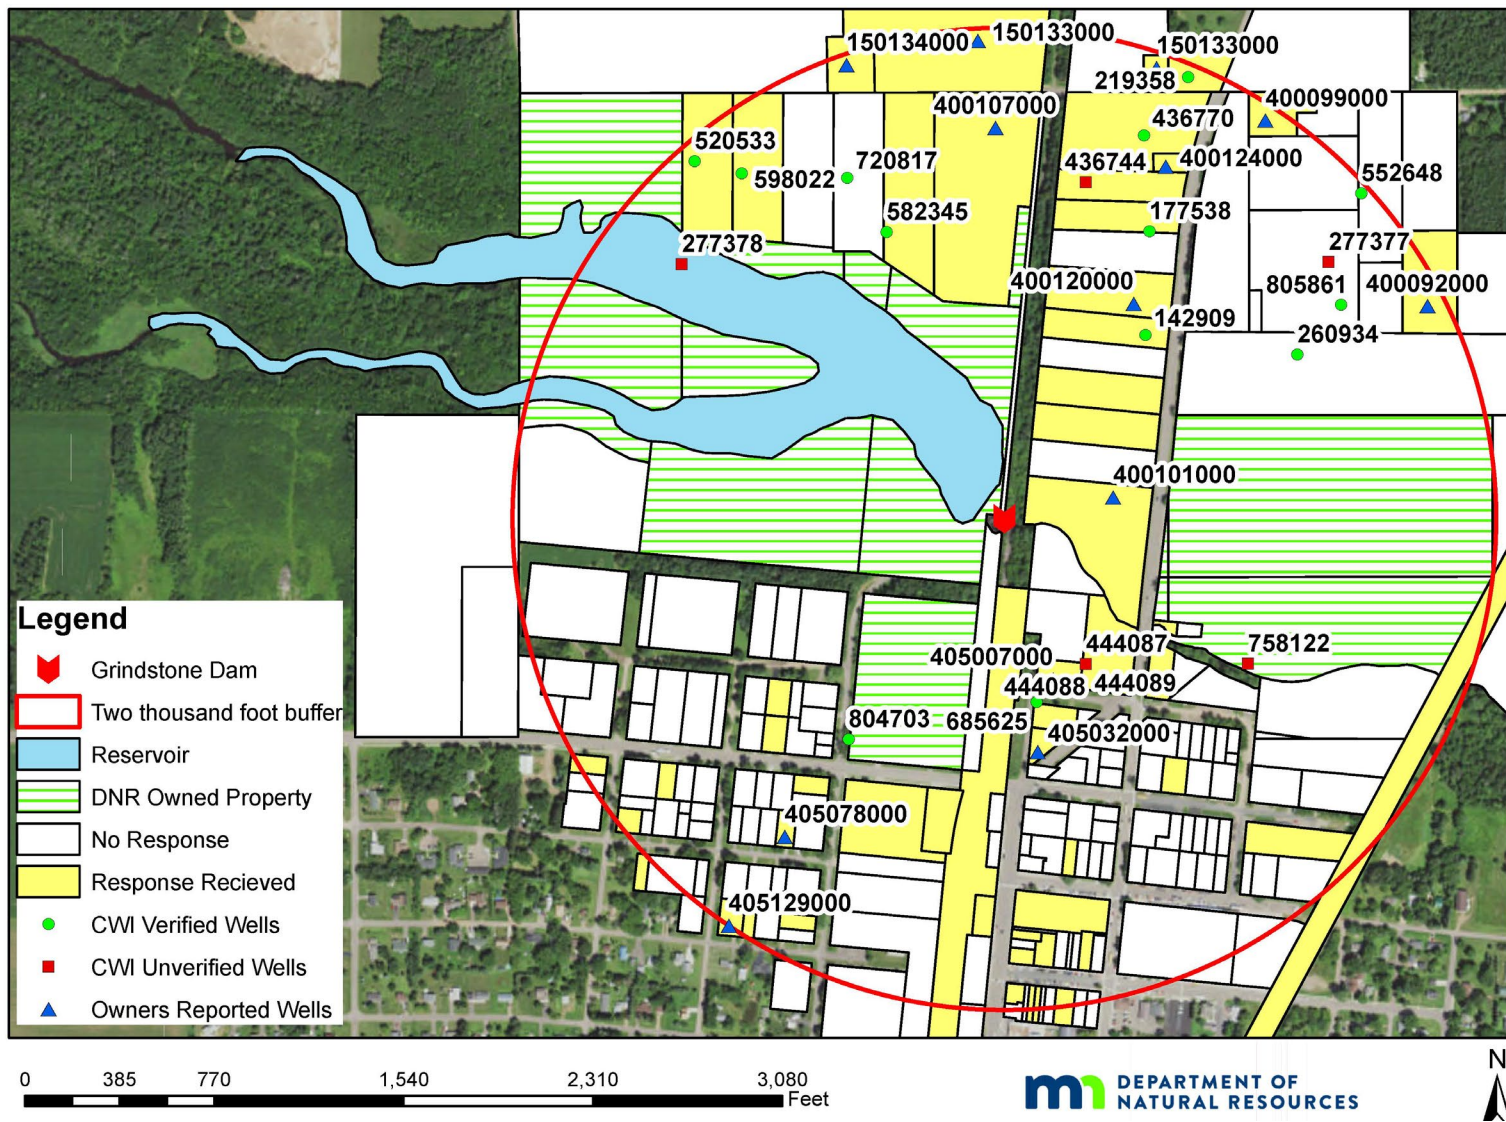 150134000
150133000
150133000
219358
400107000
400099000
436770
520533
598022
720817
436744
400124000
552648
582345
177538
277378
277377
400120000
805861
400092000
142909
260934
400101000
405007000
444087
758122
444088
444089
804703
685625
405032000
405078000
405129000
Legend
Grindstone Dam
Two thousand foot buffer
Reservoir
DNR Owned Property
No Response
Response Recieved
CWI Verified Wells
CWI Unverified Wells
Owners Reported Wells
0 385 770 1,540 2,310 3,080
Feet
DEPARTMENT OF
NATURAL RESOURCES
N